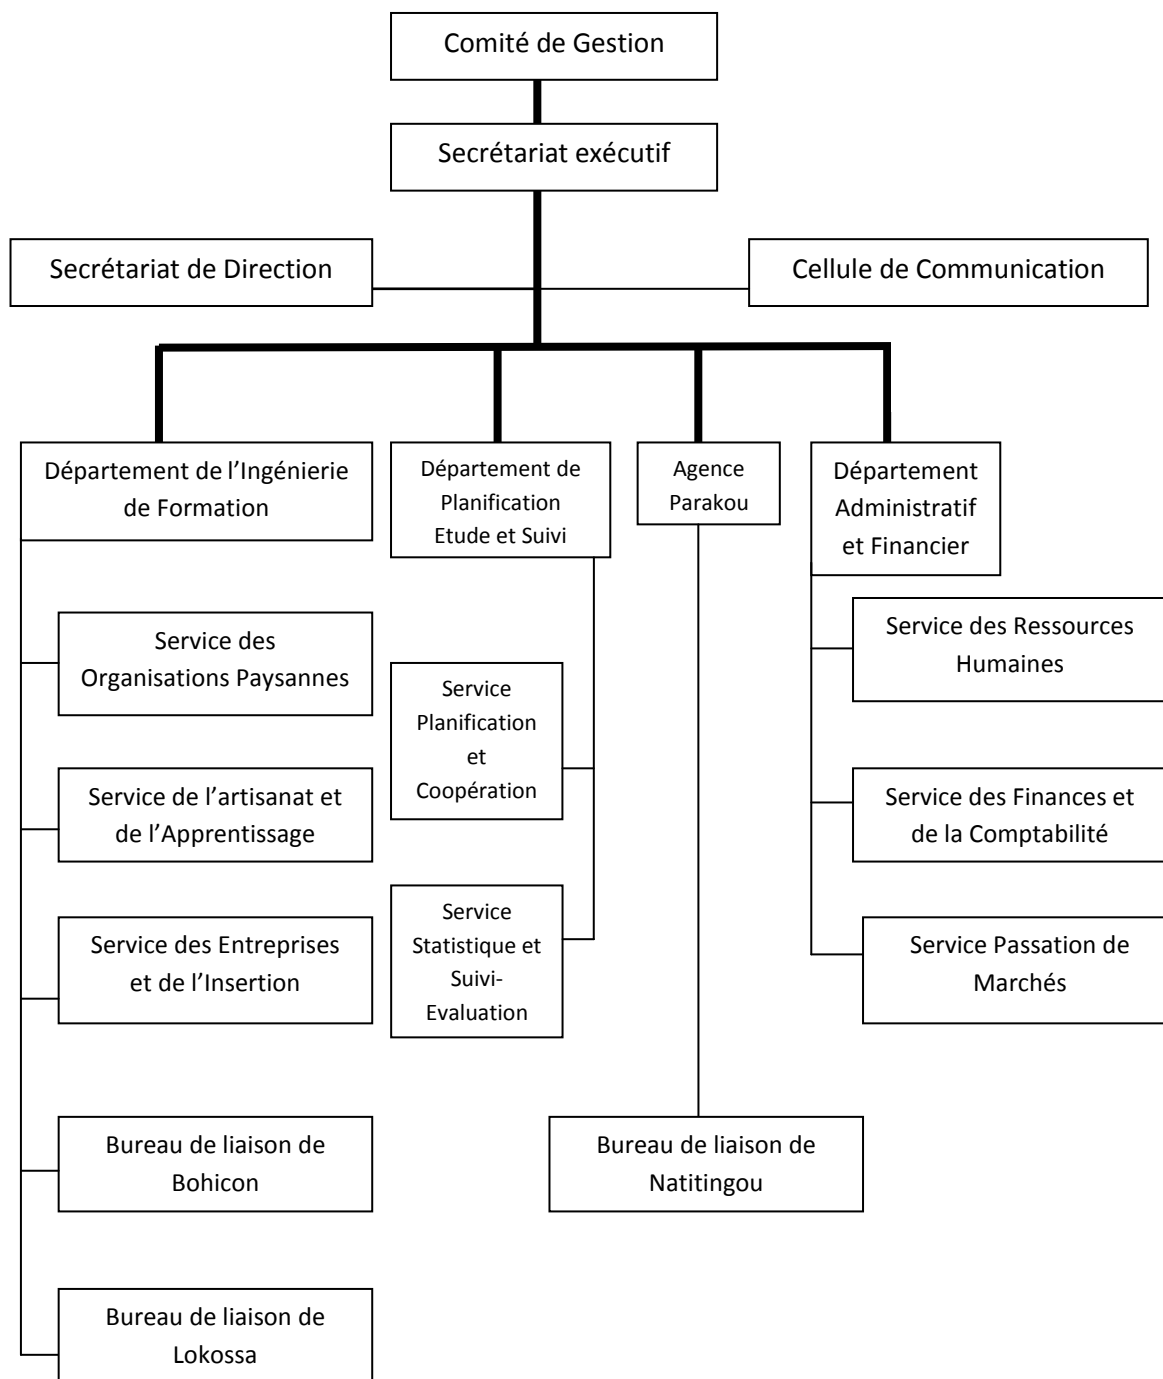 Comité de Gestion
Secrétariat exécutif
Secrétariat de Direction
Cellule de Communication
Département de l’Ingénierie
de Formation
Département de
Planification
Etude et Suivi
Agence
Parakou
Département
Administratif
et Financier
Service des
Organisations Paysannes
Service de l’artisanat et
de l’Apprentissage
Service des Entreprises
et de l’Insertion
Bureau de liaison de
Bohicon
Bureau de liaison de
Lokossa
Service
Planification
et
Coopération
Service
Statistique et
Suivi-
Evaluation
Bureau de liaison de
Natitingou
Service des Ressources
Humaines
Service des Finances et
de la Comptabilité
Service Passation de
Marchés